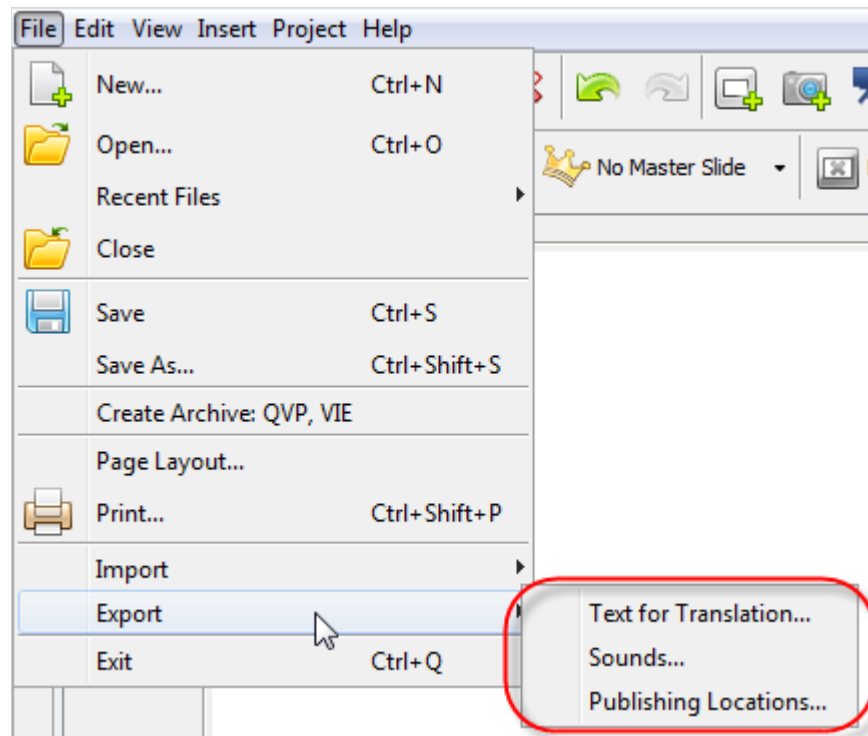 File Edit View Insert Project Help
New... Ctrl+N
Open... Ctrl+O
No Master Slide
Recent Files
Close
Save Ctrl+S
Save As... Ctrl+Shift+S
Create Archive: QVP, VIE
Page Layout...
Print... Ctrl+Shift+P
Import
Export
Text for Translation...
Sounds...
Exit Ctrl+Q
Publishing Locations...